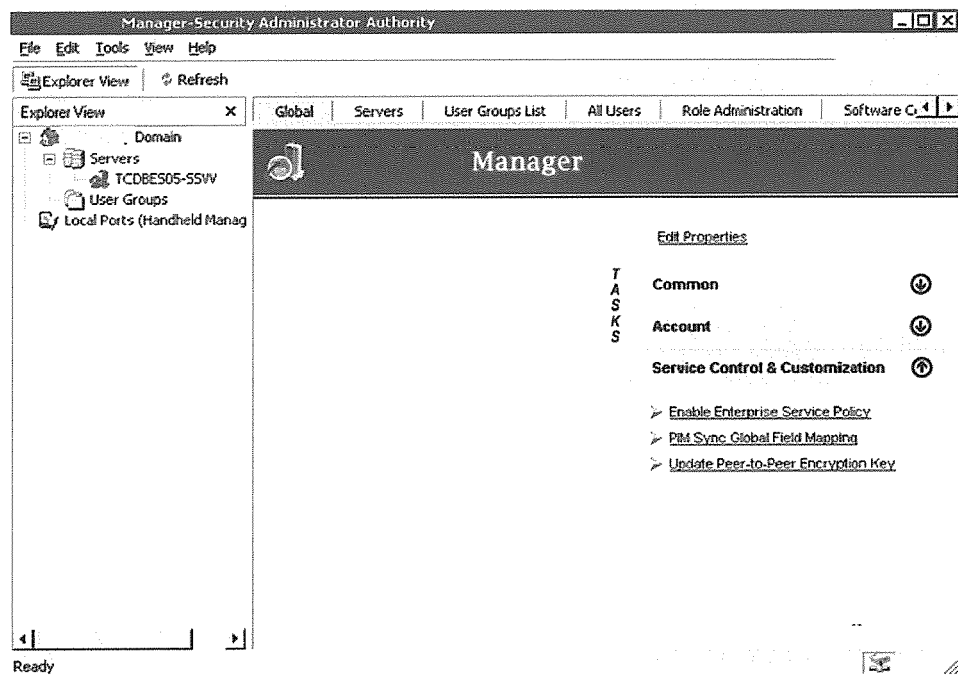 Manager-Security Administrator Authority
File Edit Tools View Help
Explorer View Refresh
Explorer View
Global Servers User Groups List All Users Role Administration Software C
Domain
Servers
TCDBES05-SSVV
User Groups
Local Ports (Handheld Manag
Manager
Edit Properties
TASKS
Common
Account
Service Control & Customization
Enable Enterprise Service Policy
PIM Sync Global Field Mapping
Update Peer-to-Peer Encryption Key
Ready